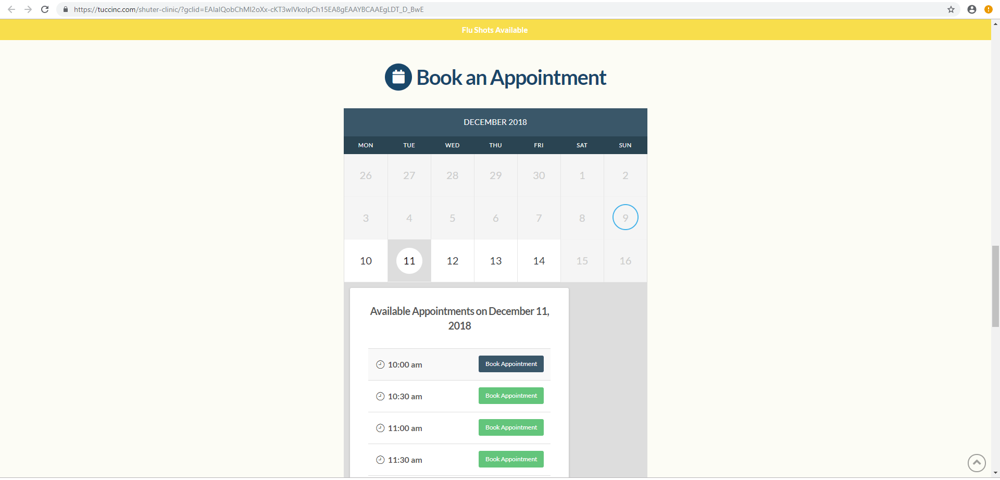 https://tuccinc.com/shuter-clinic/?gclid=EAIaIQobChMI2oXx-cKT3wIVkoIpCh15EA8gEAAYBCAAEgLDT_D_BwE
Flu Shots Available
Book an Appointment
DECEMBER 2018
MON TUE WED THU FRI SAT SUN
26 27 28 29 30 1 2
3 4 5 6 7 8 9
10 11 12 13 14 15 16
Available Appointments on December 11,
2018
10:00 am Book Appointment
10:30 am Book Appointment
11:00 am Book Appointment
11:30 am Book Appointment